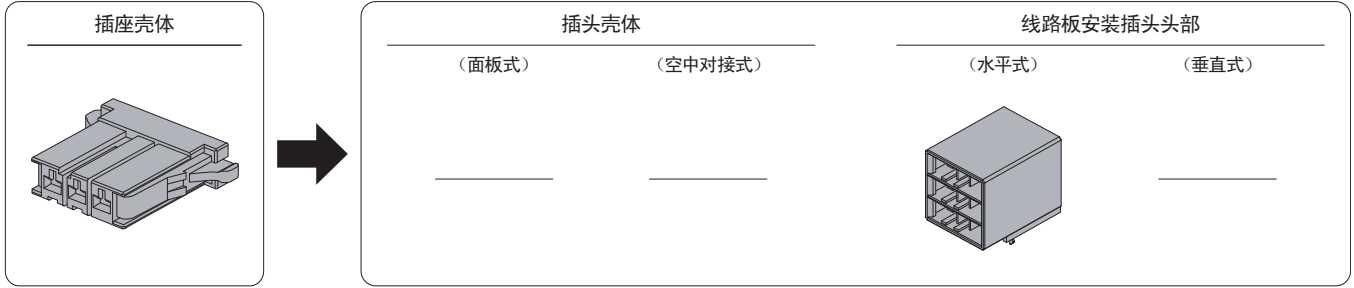 插座壳体
插头壳体
线路板安装插头头部
（面板式）
（空中对接式）
（水平式）
（垂直式）